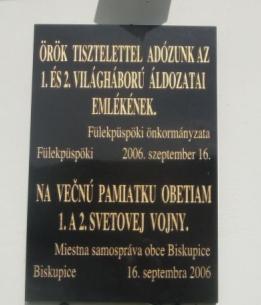 ÖRÖK TISZTELETTEL ADÓZUNK AZ
1. ÉS 2. VILÁGHÁBORÚ ÁLDOZATAI
EMLÉKÉNEK.
Fülekpüspöki önkormányzata
Fülekpüspöki 2006. szeptember 16.
NA VEČNÚ PAMIATKU OBETIAM
1. A 2. SVETOVEJ VOJNY.
Miestna samospráva obce Biskupice
Biskupice 16. septembra 2006